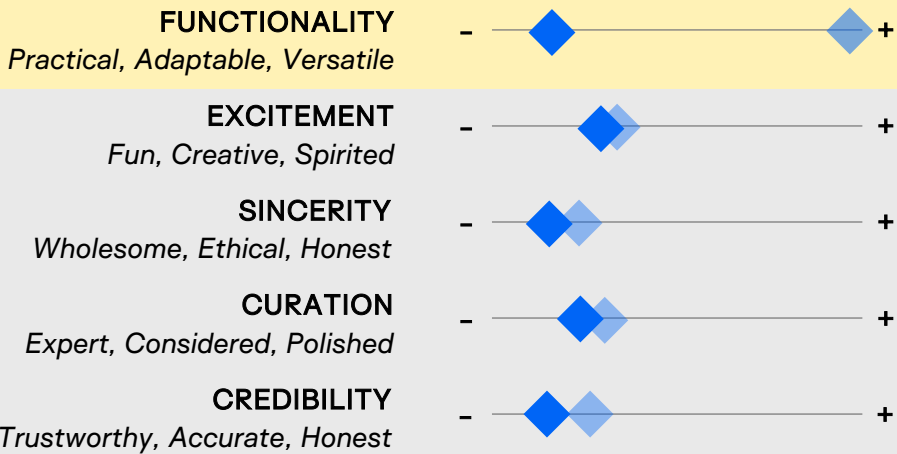 FUNCTIONALITY
- +
Practical, Adaptable, Versatile
EXCITEMENT
- +
Fun, Creative, Spirited
SINCERITY
- +
Wholesome, Ethical, Honest
CURATION
- +
Expert, Considered, Polished
CREDIBILITY
- +
Trustworthy, Accurate, Honest